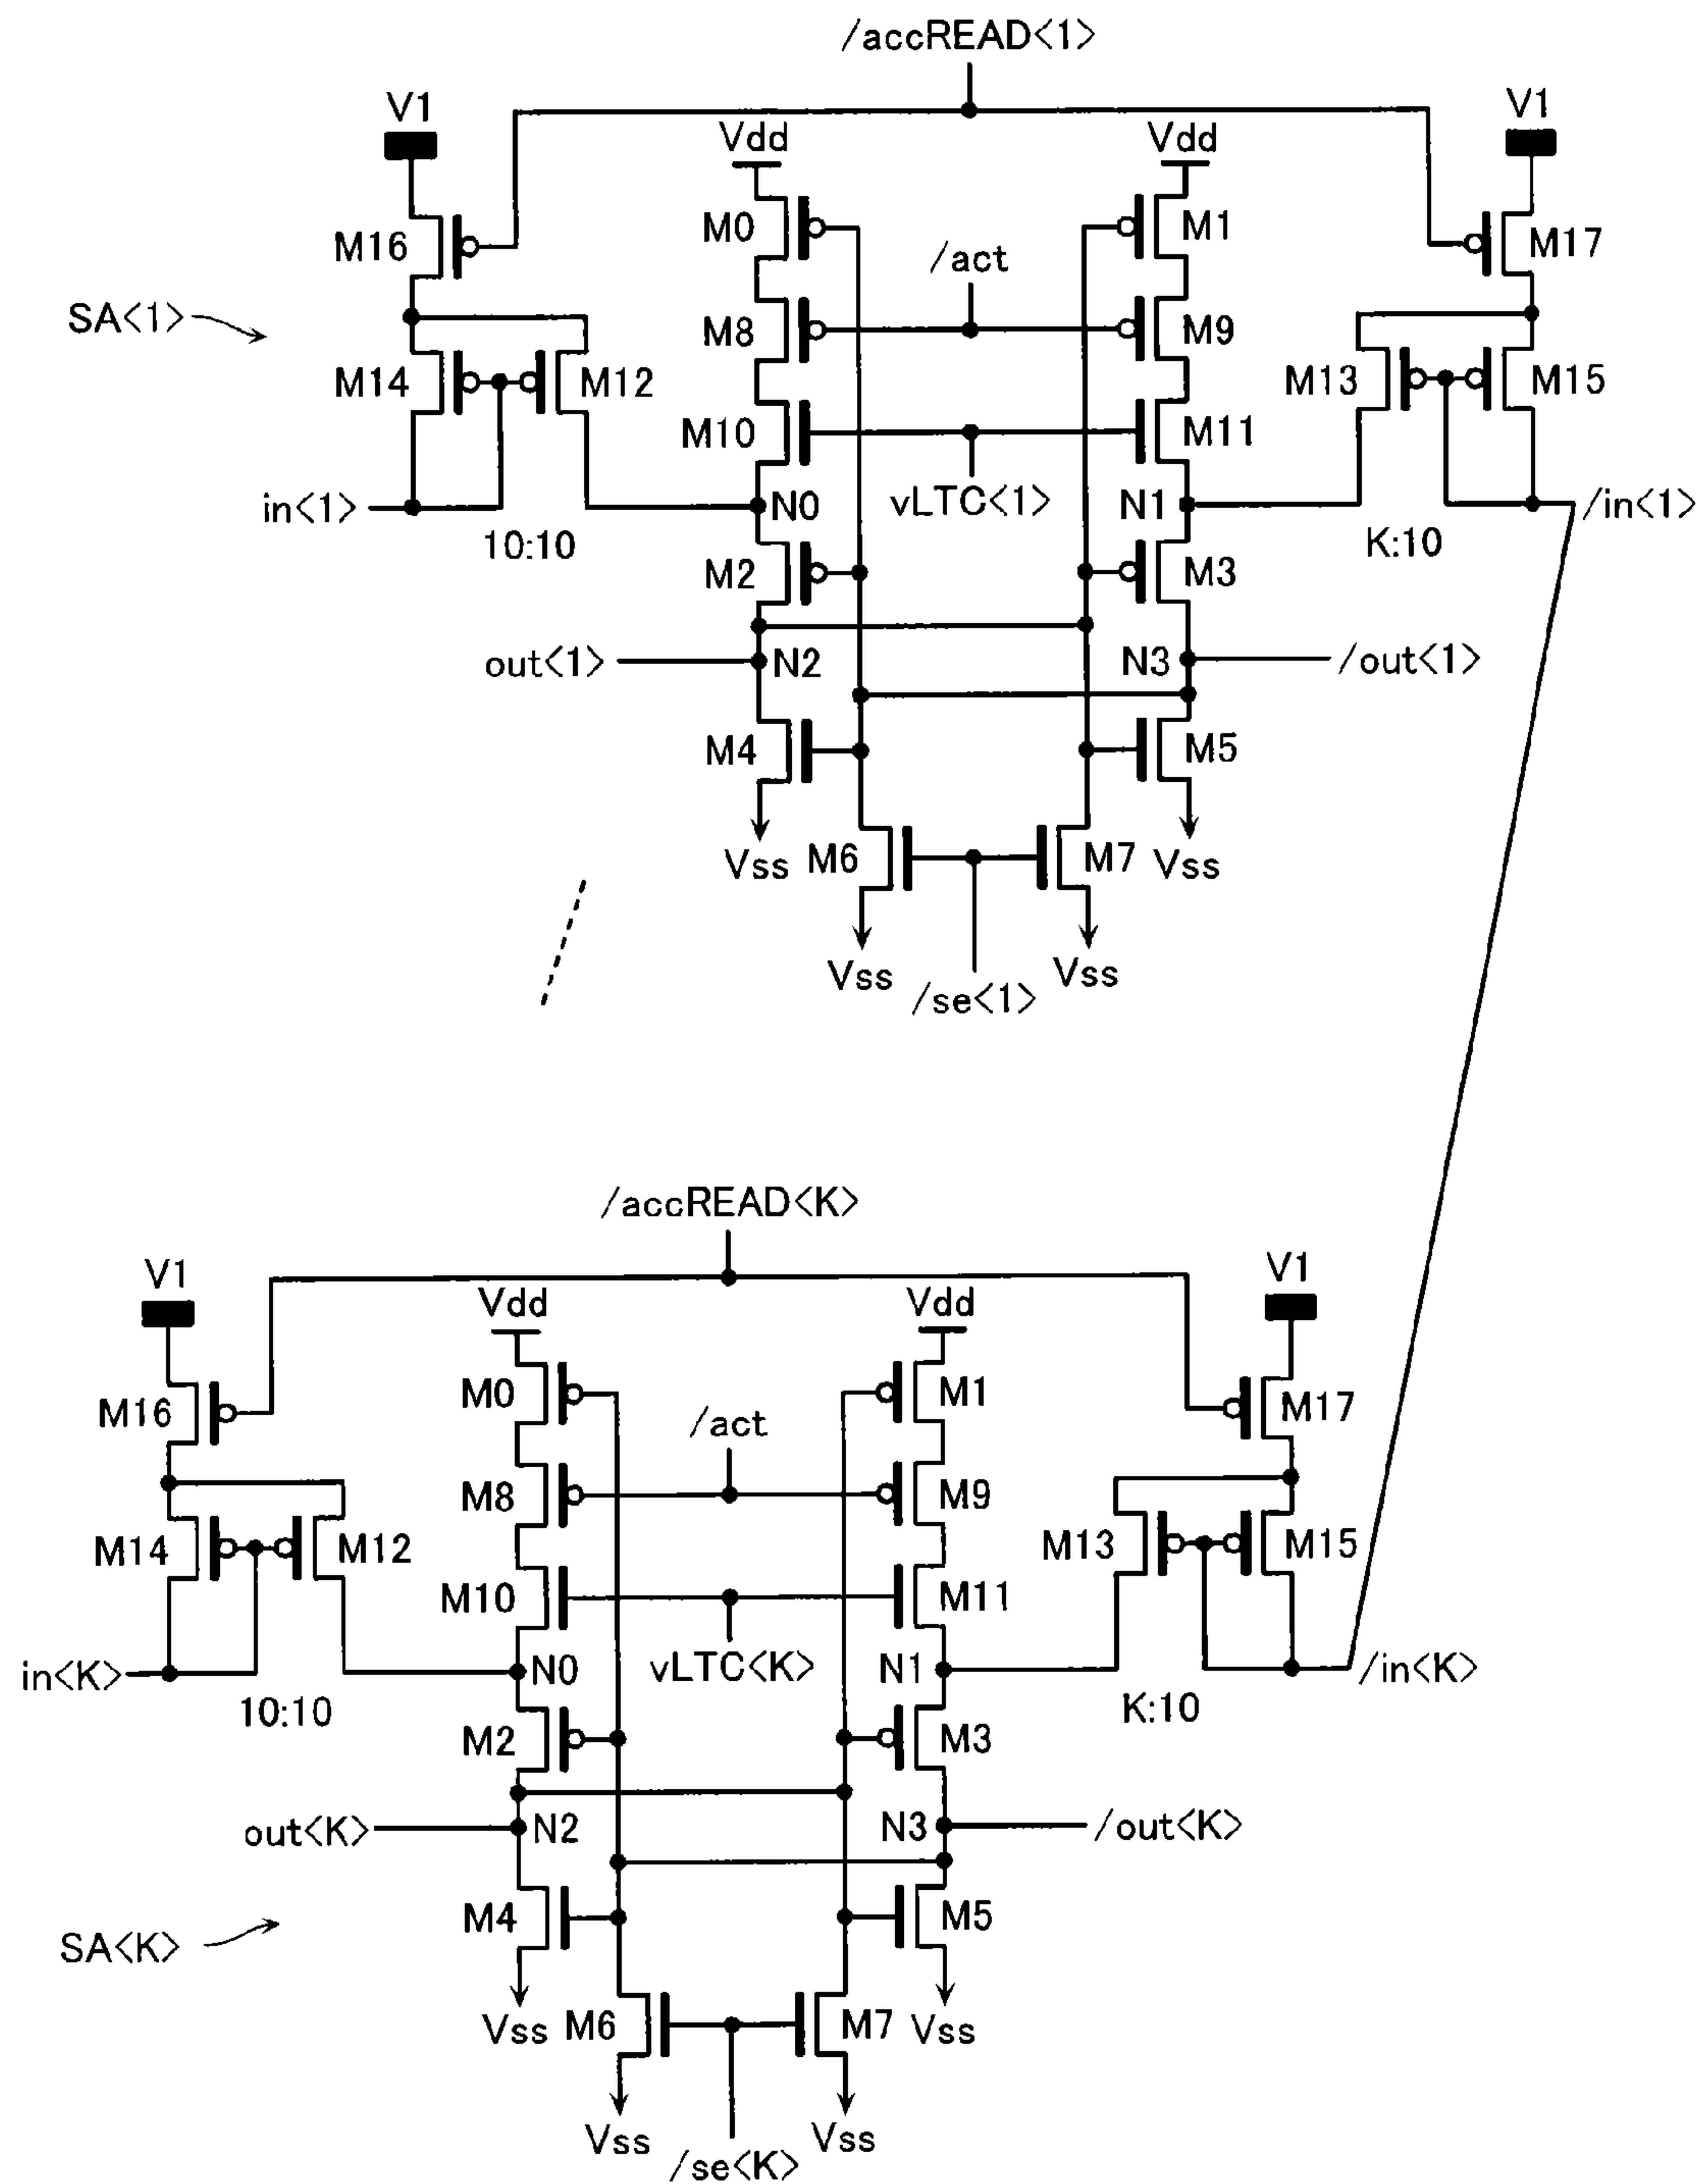 /accREAD<1>
V1
Vdd
Vdd
V1
M16
M0
M1
M17
/act
SA<1>
M8
M9
M14
M12
M13
M15
M10
M11
in<1>
N0
vLTC<1>
N1
/in<1>
10:10
K:10
M2
M3
out<1>
N2
N3
/out<1>
M4
M5
Vss
M6
M7
Vss
Vss
Vss
/se<1>
/accREAD<K>
V1
Vdd
Vdd
V1
M16
M0
M1
M17
/act
M8
M9
M14
M12
M13
M15
M10
M11
in<K>
N0
vLTC<K>
N1
/in<K>
10:10
K:10
M2
M3
out<K>
N2
N3
/out<K>
M4
M5
SA<K>
Vss
M6
M7
Vss
Vss
Vss
/se<K>